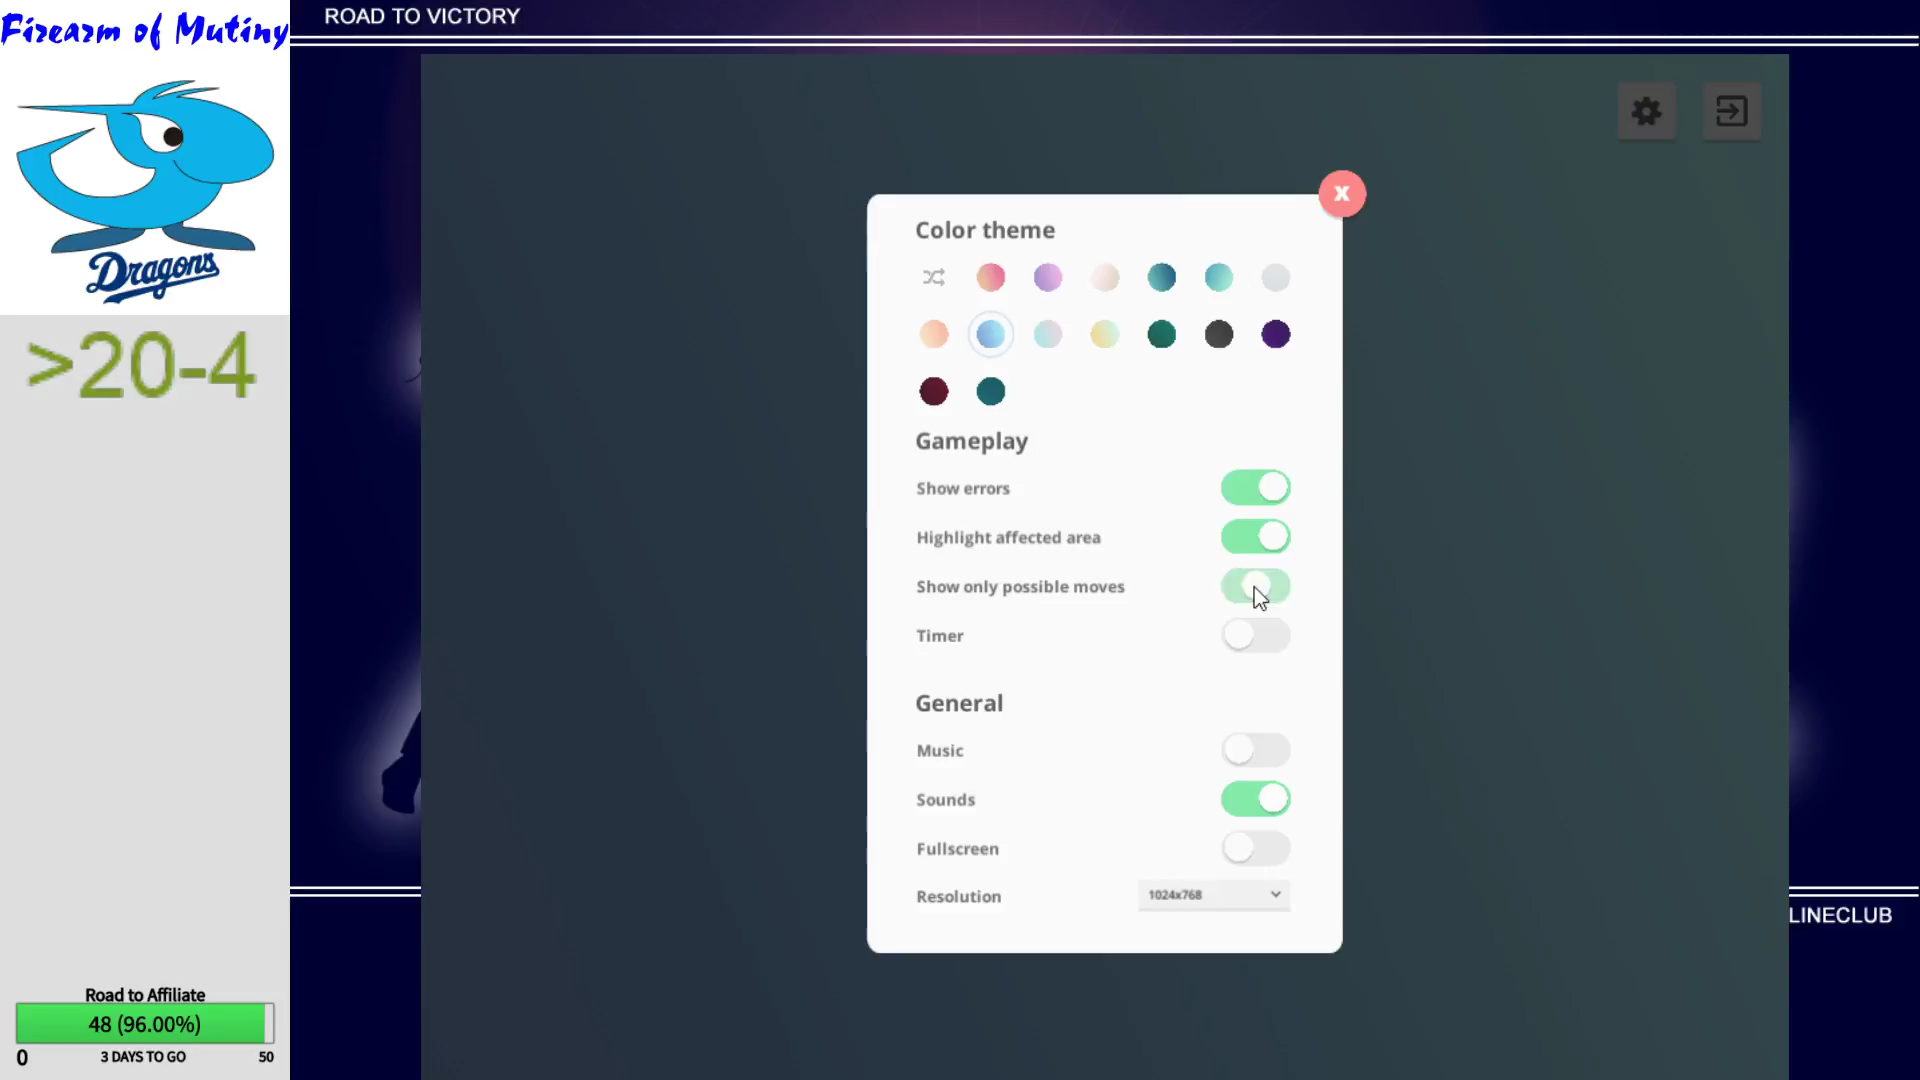 Firearm of Mutiny
Dragons
>20-4
Road to Affiliate
48 (96.00%)
0
3 DAYS TO GO
50
ROAD TO VICTORY
X
Color theme
Gameplay
Show errors
Highlight affected area
Show only possible moves
Timer
General
Music
Sounds
Fullscreen
Resolution
1024x768
LINECLUB